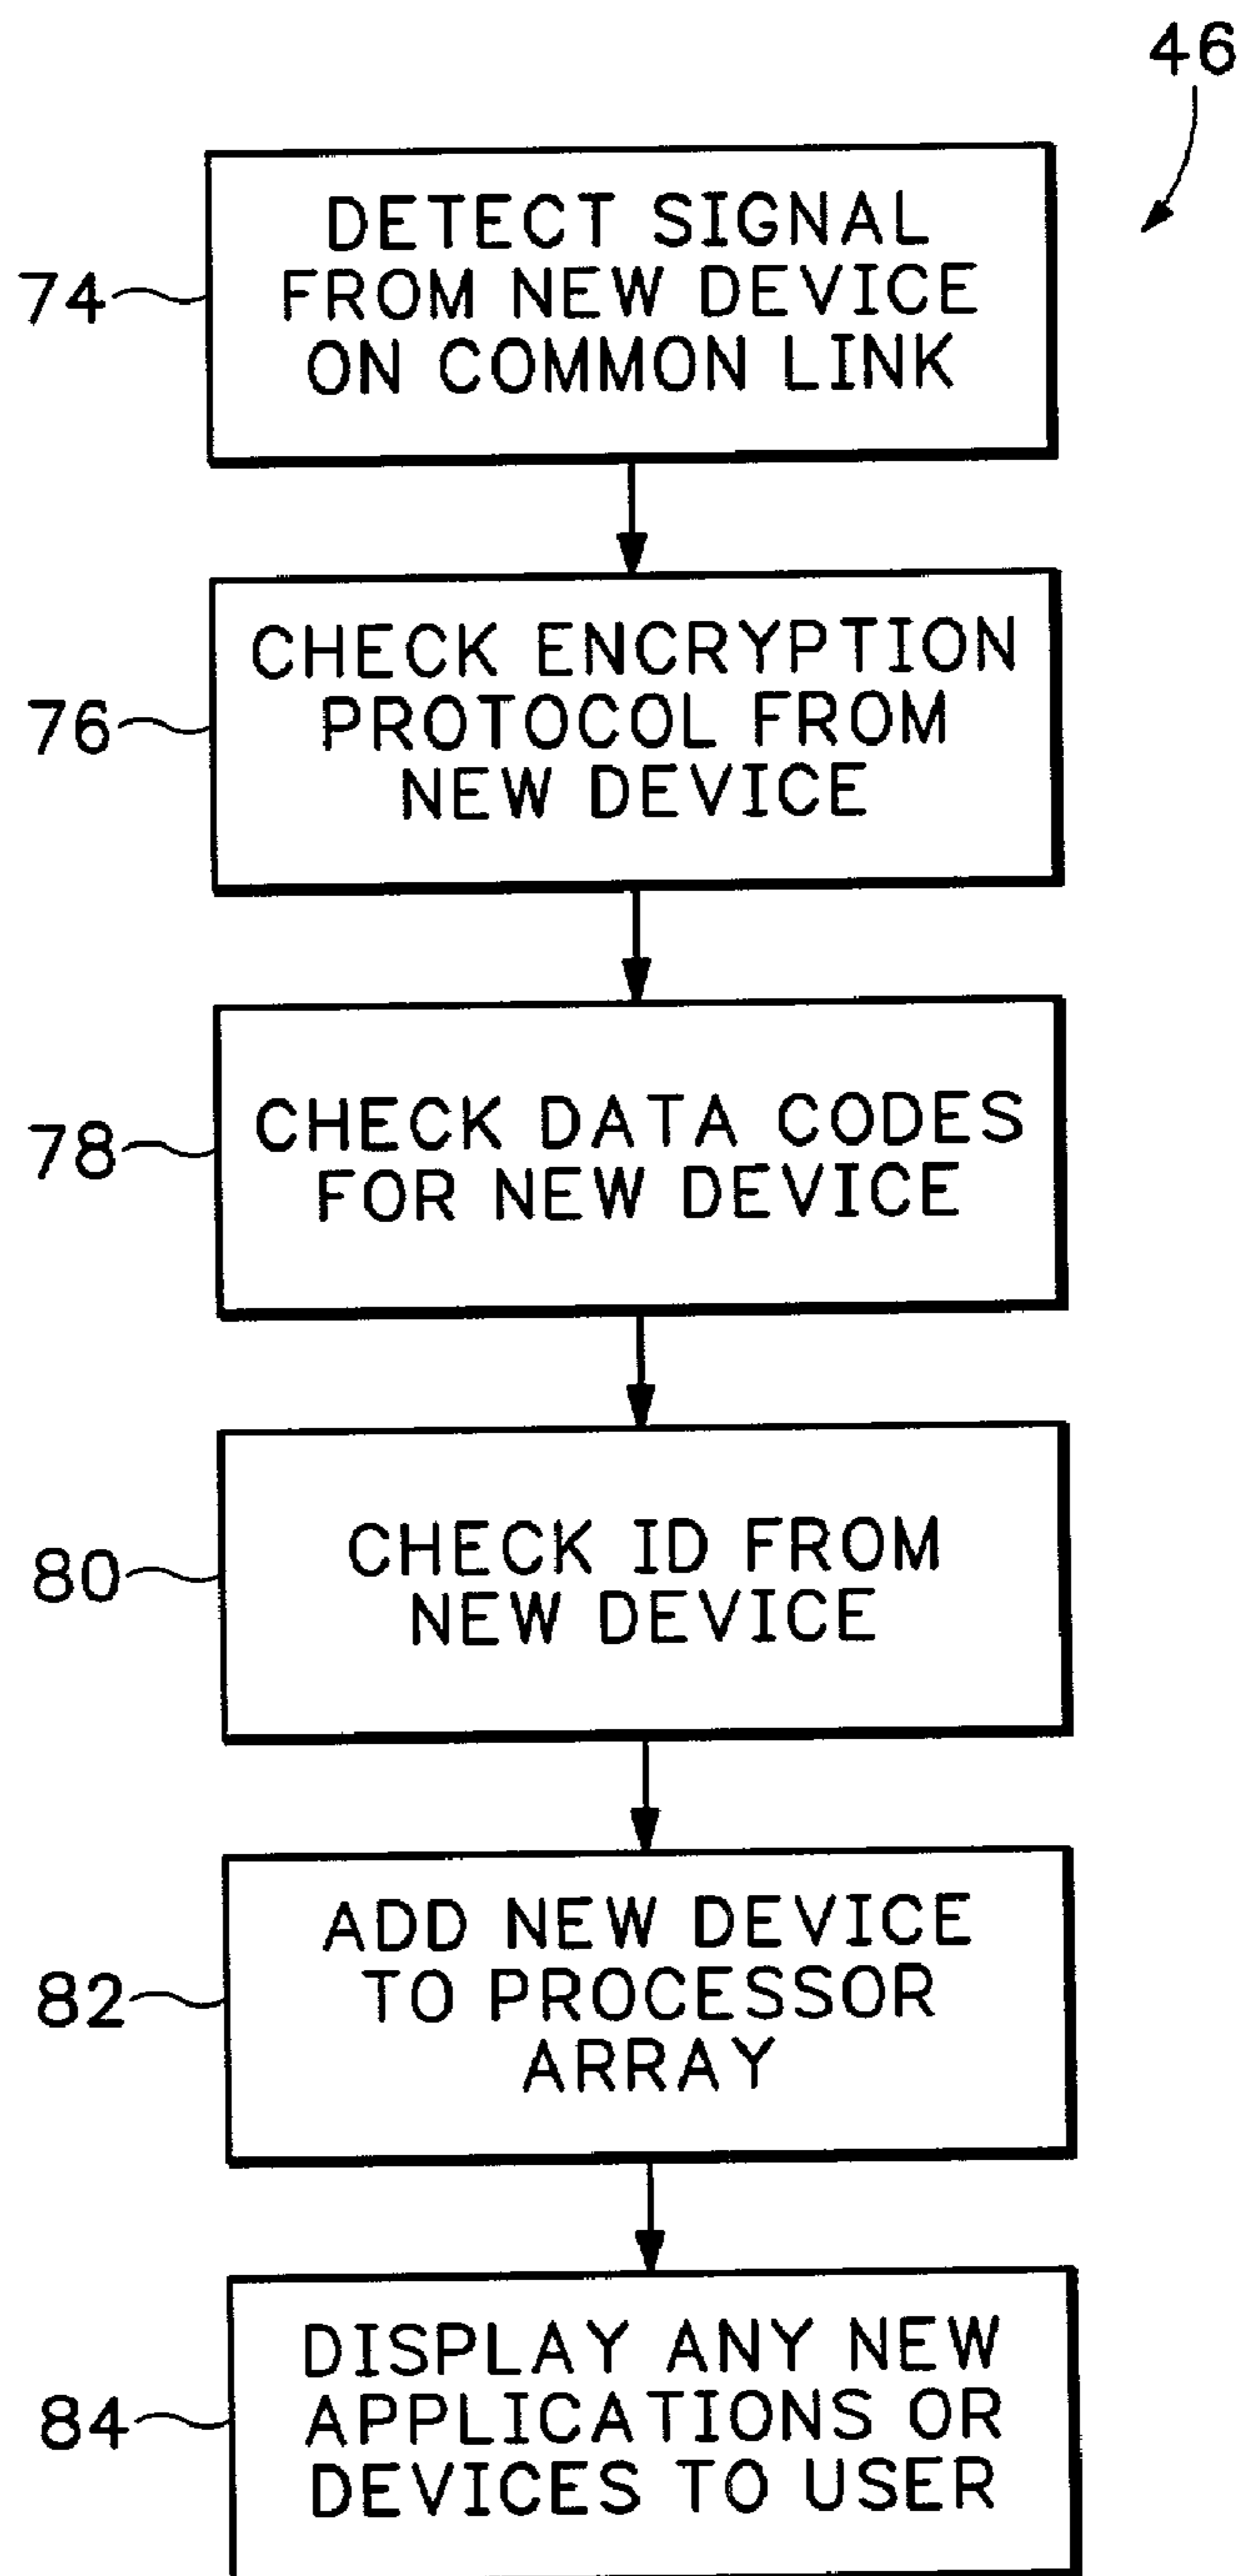 46
74
DETECT SIGNAL
FROM NEW DEVICE
ON COMMON LINK
76
CHECK ENCRYPTION
PROTOCOL FROM
NEW DEVICE
78
CHECK DATA CODES
FOR NEW DEVICE
80
CHECK ID FROM
NEW DEVICE
82
ADD NEW DEVICE
TO PROCESSOR
ARRAY
84
DISPLAY ANY NEW
APPLICATIONS OR
DEVICES TO USER